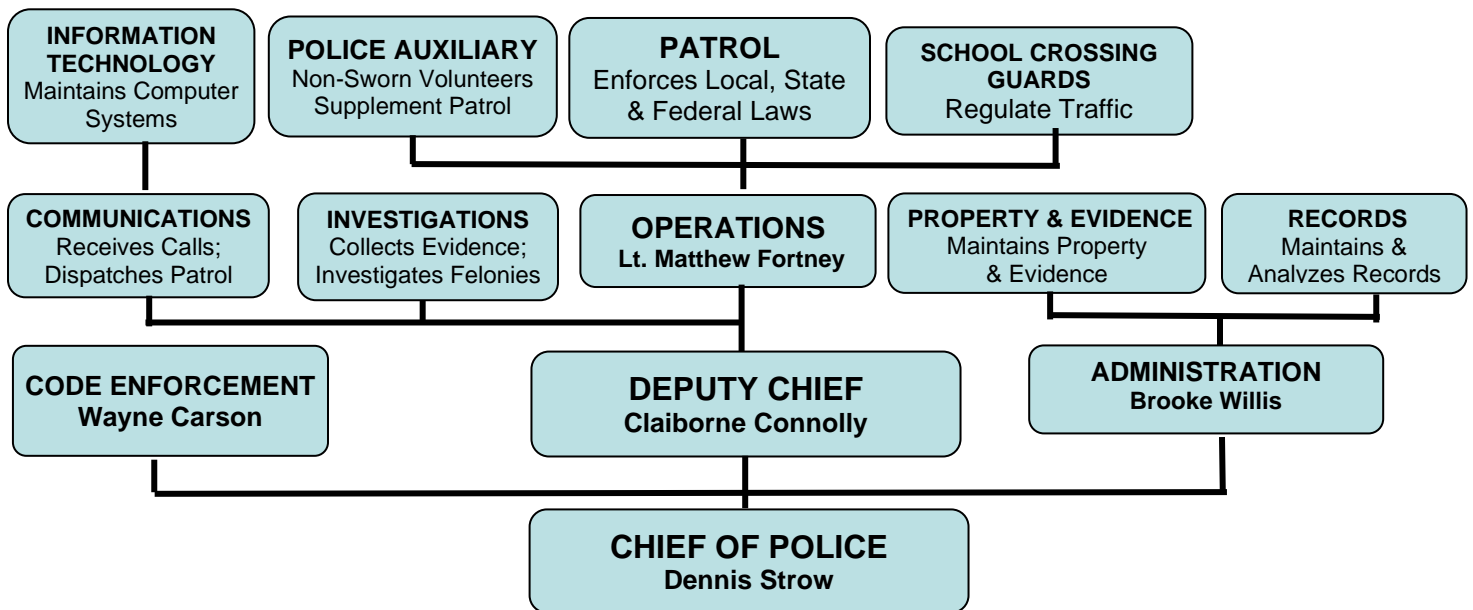 INFORMATION
TECHNOLOGY
Maintains Computer
Systems
POLICE AUXILIARY
Non-Sworn Volunteers
Supplement Patrol
PATROL
Enforces Local, State
& Federal Laws
SCHOOL CROSSING
GUARDS
Regulate Traffic
COMMUNICATIONS
Receives Calls;
Dispatches Patrol
INVESTIGATIONS
Collects Evidence;
Investigates Felonies
OPERATIONS
Lt. Matthew Fortney
PROPERTY & EVIDENCE
Maintains Property
& Evidence
RECORDS
Maintains &
Analyzes Records
CODE ENFORCEMENT
Wayne Carson
DEPUTY CHIEF
Claiborne Connolly
ADMINISTRATION
Brooke Willis
CHIEF OF POLICE
Dennis Strow